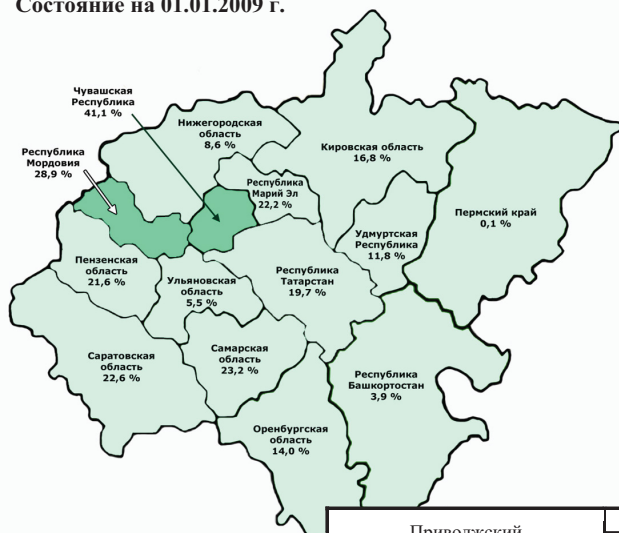 Состояние на 01.01.2009 г.
Чувашская
Республика
41,1 %
Нижегородская
область
8,6 %
Кировская область
16,8 %
Республика
Мордовия
28,9 %
Республика
Марий Эл
22,2 %
Пермский край
0,1 %
Удмуртская
Республика
11,8 %
Пензенская
область
21,6 %
Ульяновская
область
5,5 %
Республика
Татарстан
19,7 %
Саратовская
область
22,6 %
Самарская
область
23,2 %
Республика
Башкортостан
3,9 %
Оренбургская
область
14,0 %
Приволжский